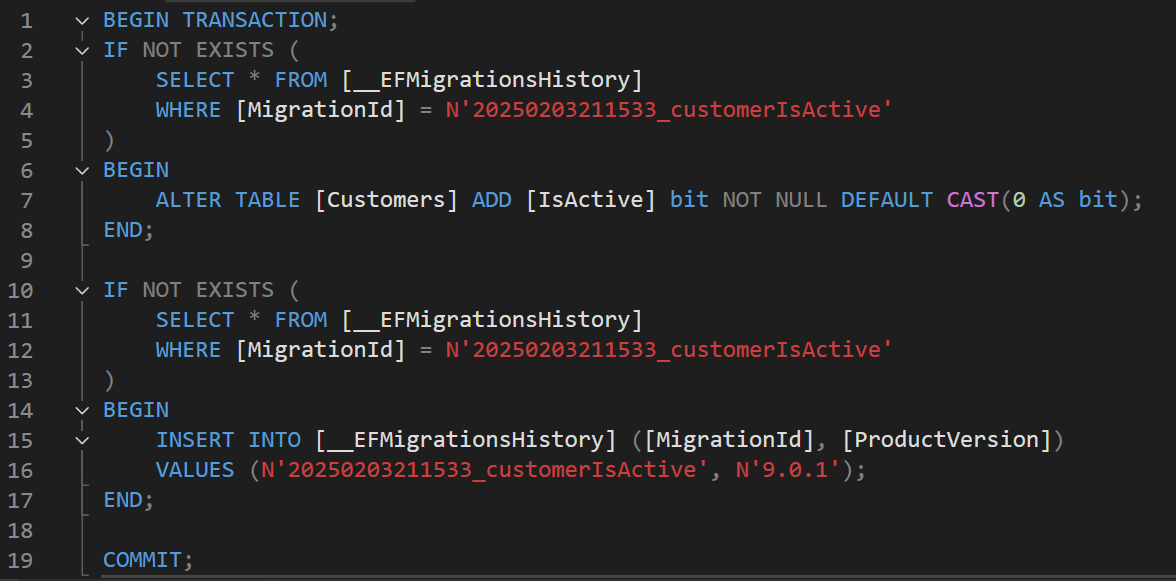 1 BEGIN TRANSACTION;
2 IF NOT EXISTS (
3     SELECT * FROM [__EFMigrationsHistory]
4     WHERE [MigrationId] = N'20250203211533_customerIsActive'
5 )
6 BEGIN
7     ALTER TABLE [Customers] ADD [IsActive] bit NOT NULL DEFAULT CAST(0 AS bit);
8 END;
9
10 IF NOT EXISTS (
11     SELECT * FROM [__EFMigrationsHistory]
12     WHERE [MigrationId] = N'20250203211533_customerIsActive'
13 )
14 BEGIN
15     INSERT INTO [__EFMigrationsHistory] ([MigrationId], [ProductVersion])
16     VALUES (N'20250203211533_customerIsActive', N'9.0.1');
17 END;
18
19 COMMIT;